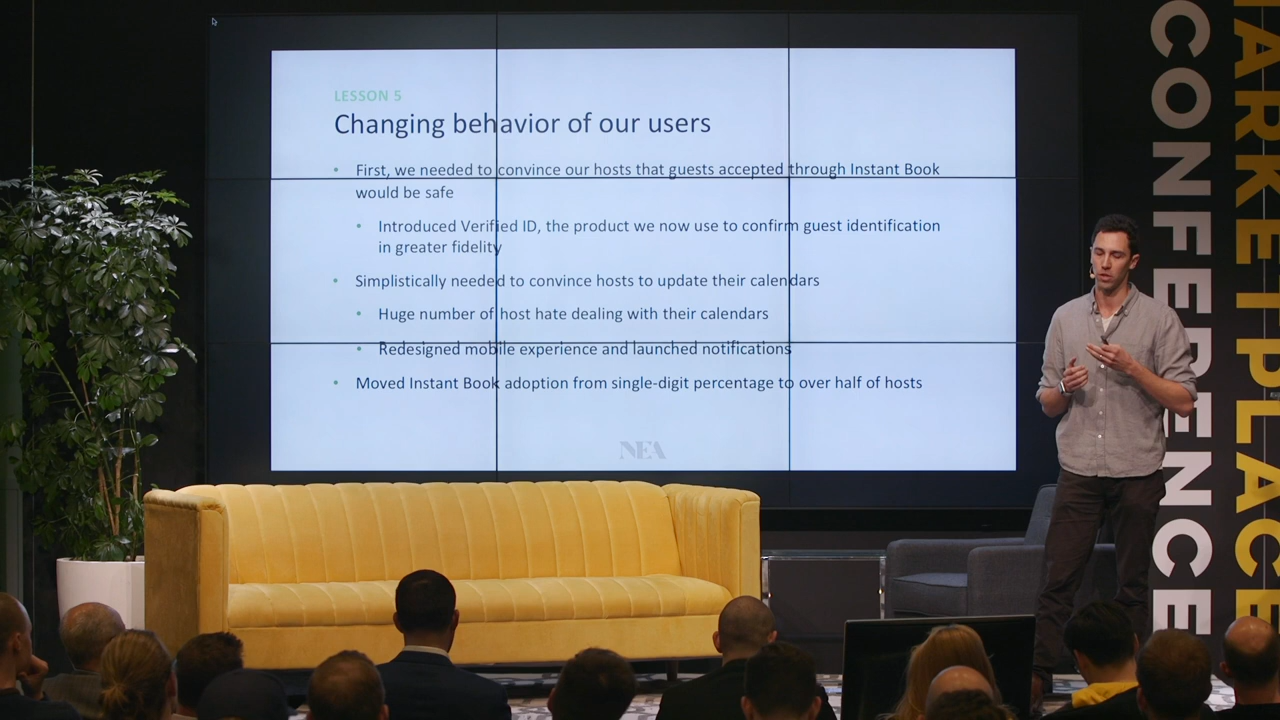 LESSON 5
Changing behavior of our users
• First, we needed to convince our hosts that guests accepted through Instant Book
would be safe
• Introduced Verified ID, the product we now use to confirm guest identification
in greater fidelity
• Simplistically needed to convince hosts to update their calendars
• Huge number of host hate dealing with their calendars
• Redesigned mobile experience and launched notifications
• Moved Instant Book adoption from single-digit percentage to over half of hosts
NEA
CONFERENCE
ARKETPLACE